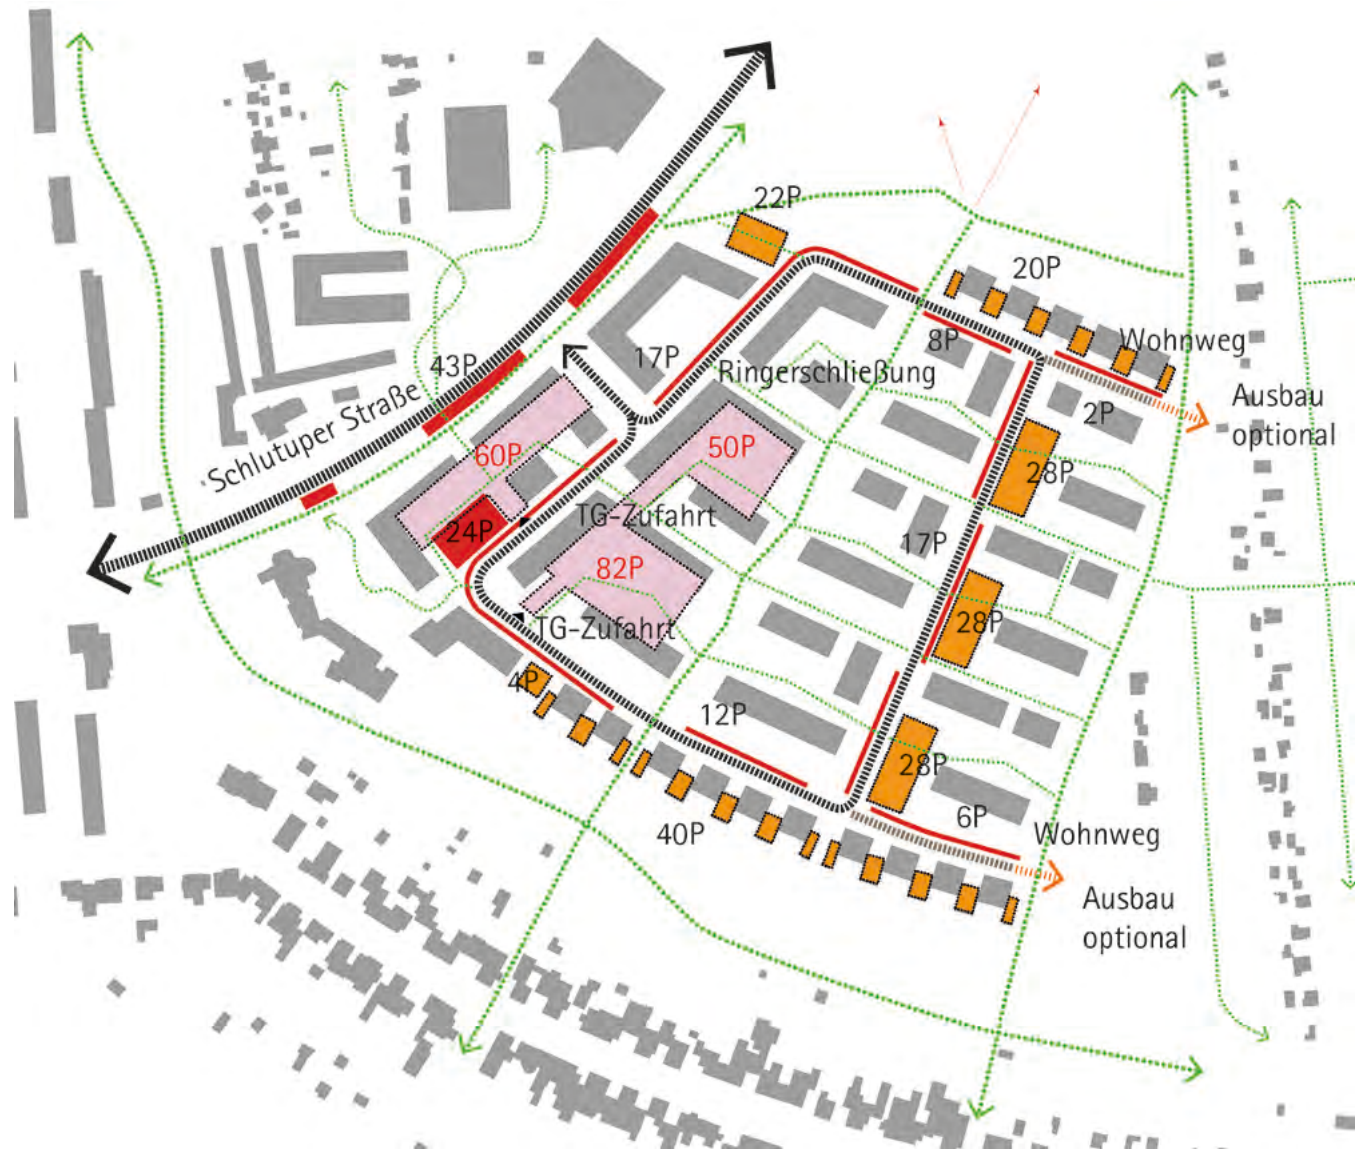 22P
20P
Wohnweg
8P
17P
43P
Ringerschließung
Ausbau
optional
2P
Schlutuper Straße
60P
50P
28P
24P
TG-Zufahrt
17P
82P
28P
TG-Zufahrt
4P
12P
28P
6P
40P
Wohnweg
Ausbau
optional